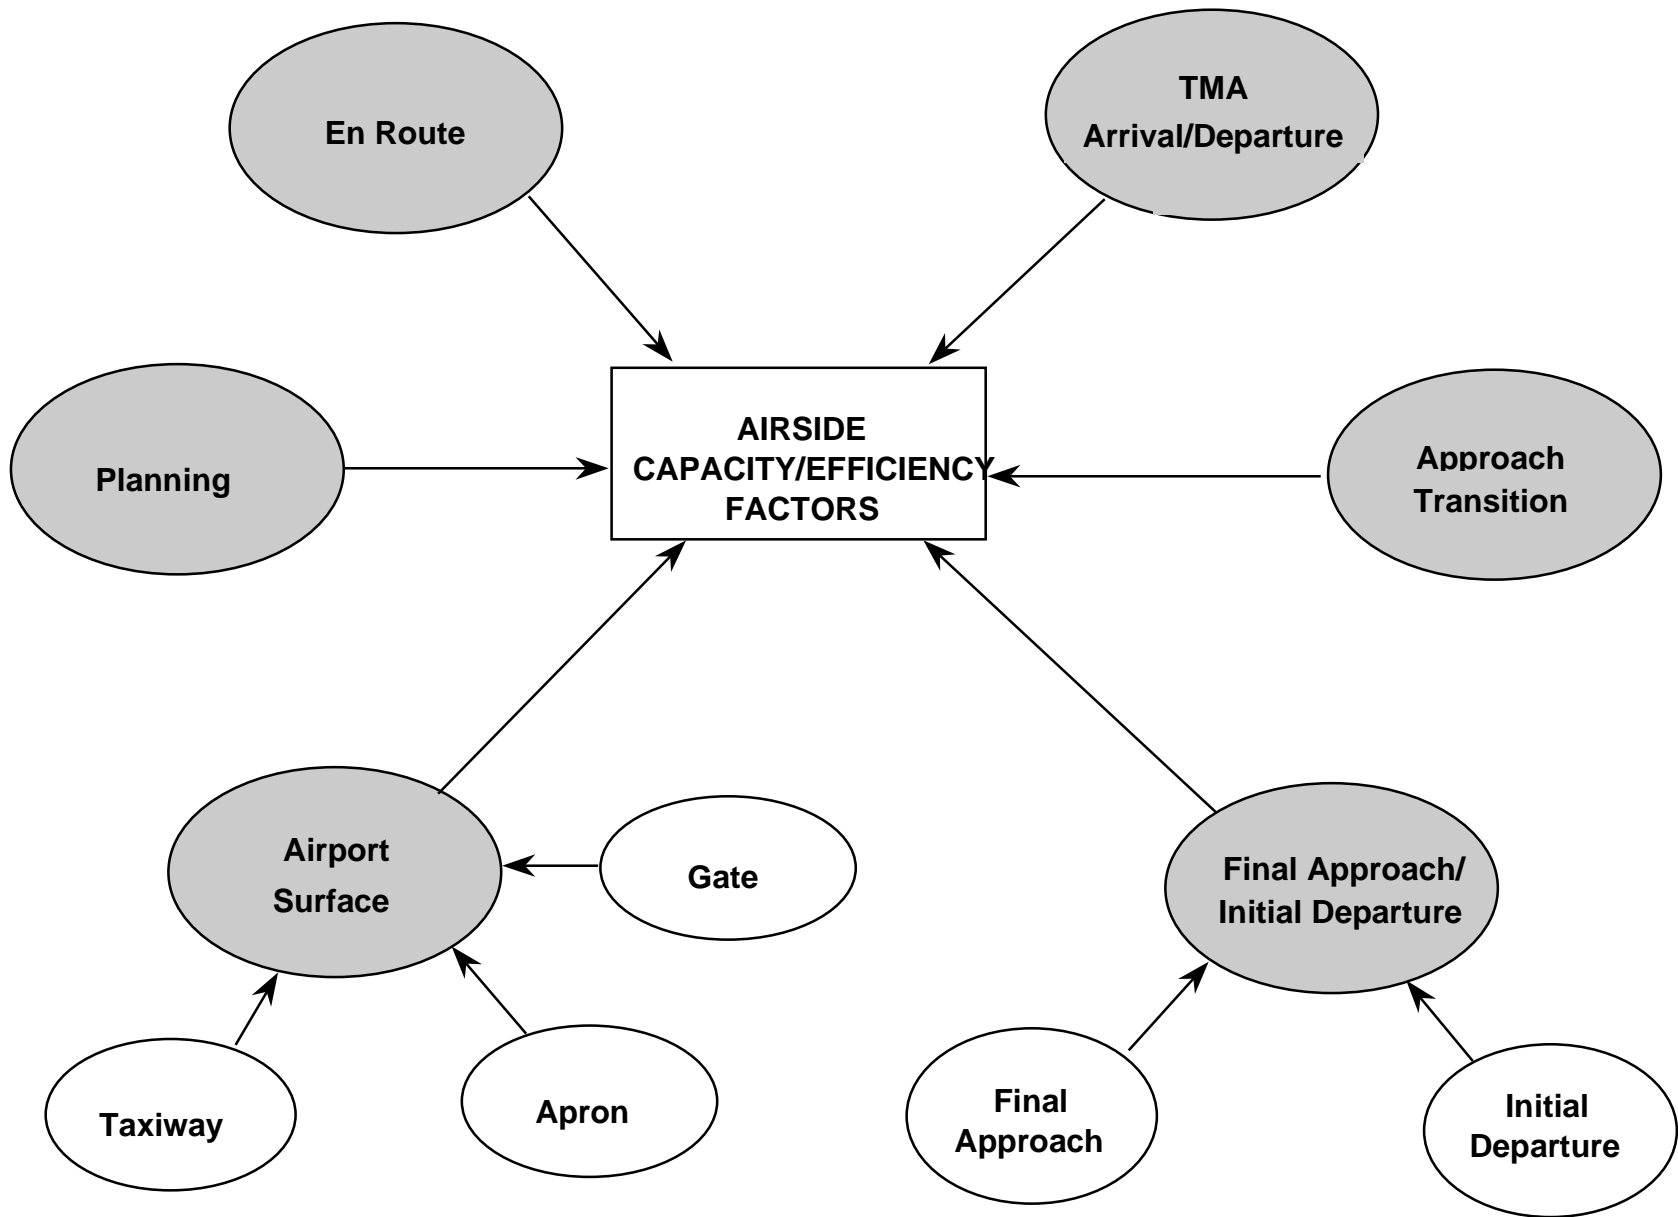 En Route
TMA
Arrival/Departure
Planning
AIRSIDE
CAPACITY/EFFICIENCY
FACTORS
Approach
Transition
Airport
Surface
Gate
Final Approach/
Initial Departure
Taxiway
Apron
Final
Approach
Initial
Departure